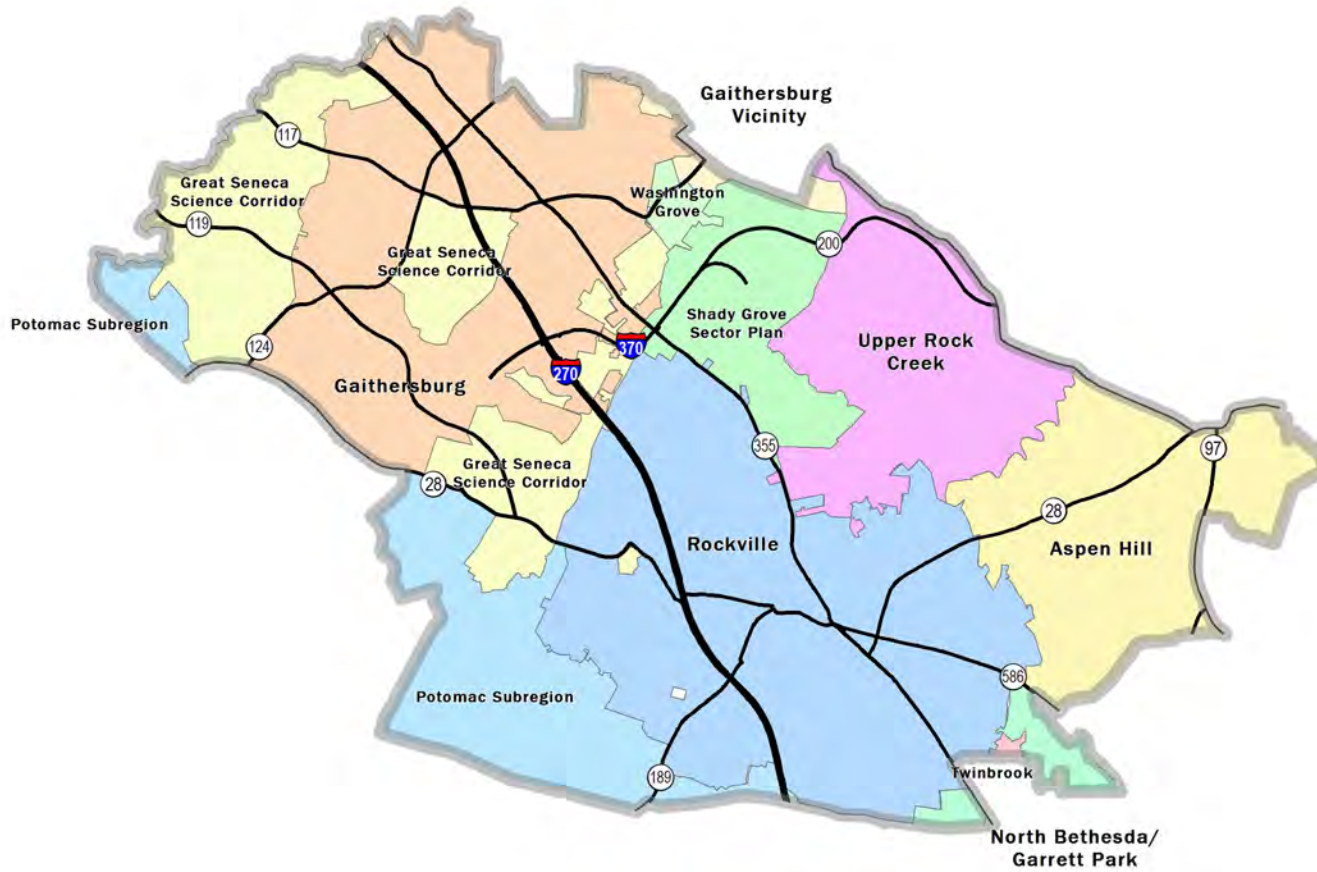 Gaithersburg
Vicinity
117
Great Seneca
Science Corridor
Washington
Grove
119
Great Seneca
Science Corridor
200
Potomac Subregion
124
Shady Grove
Sector Plan
Upper Rock
Creek
370
270
Gaithersburg
355
97
Great Seneca
Science Corridor
28
28
Rockville
Aspen Hill
Potomac Subregion
586
189
Twinbrook
North Bethesda/
Garrett Park